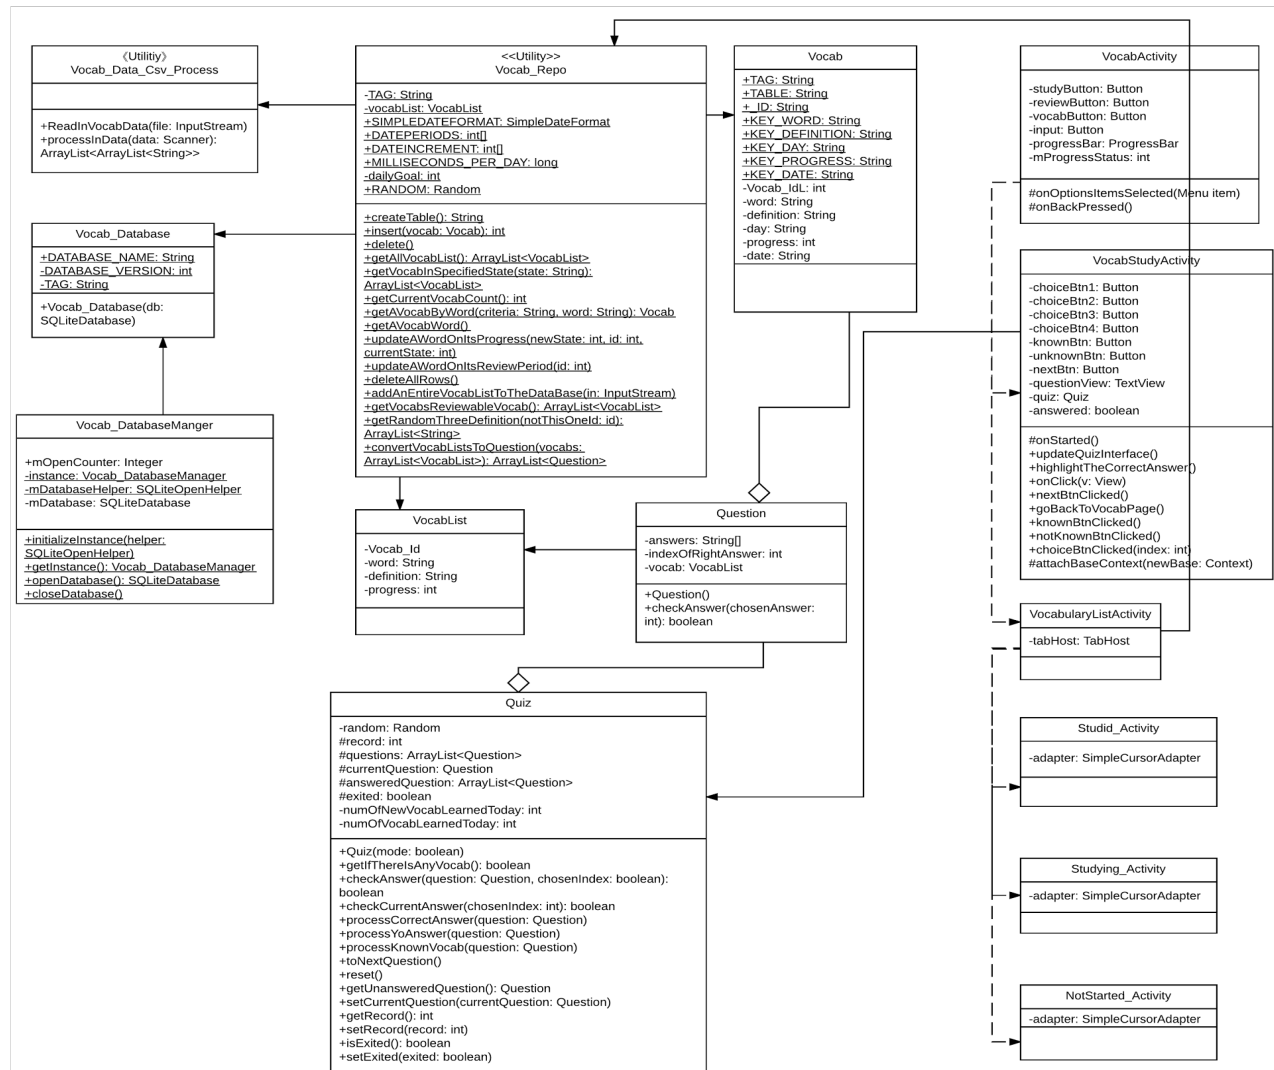 《Utilitiy》
Vocab_Data_Csv_Process
+ReadInVocabData(file: InputStream)
+processInData(data: Scanner):
ArrayList<ArrayList<String>>
Vocab_Database
+DATABASE_NAME: String
-DATABASE_VERSION: int
-TAG: String
+Vocab_Database(db:
SQLiteDatabase)
Vocab_DatabaseManger
+mOpenCounter: Integer
-instance: Vocab_DatabaseManager
-mDatabaseHelper: SQLiteOpenHelper
-mDatabase: SQLiteDatabase
+initializeInstance(helper:
SQLiteOpenHelper)
+getInstance(): Vocab_DatabaseManager
+openDatabase(): SQLiteDatabase
+closeDatabase()
<<Utility>>
Vocab_Repo
-TAG: String
-vocabList: VocabList
+SIMPLEDATEFORMAT: SimpleDateFormat
+DATEPERIODS: int[]
+DATEINCREMENT: int[]
+MILLISECONDS_PER_DAY: long
-dailyGoal: int
+RANDOM: Random
+createTable(): String
+insert(vocab: Vocab): int
+delete()
+getAllVocabList(): ArrayList<VocabList>
+getVocabInSpecifiedState(state: String):
ArrayList<VocabList>
+getCurrentVocabCount(): int
+getAVocabByWord(criteria: String, word: String): Vocab
+getAVocabWord()
+updateAWordOnItsProgress(newState: int, id: int,
currentState: int)
+updateAWordOnItsReviewPeriod(id: int)
+deleteAllRows()
+addAnEntireVocabListToTheDataBase(in: InputStream)
+getVocabsReviewableVocab(): ArrayList<VocabList>
+getRandomThreeDefinition(notThisOneId: id):
ArrayList<String>
+convertVocabListsToQuestion(vocabs:
ArrayList<VocabList>): ArrayList<Question>
VocabList
-Vocab_Id
-word: String
-definition: String
-progress: int
Vocab
+TAG: String
+TABLE: String
+_ID: String
+KEY_WORD: String
+KEY_DEFINITION: String
+KEY_DAY: String
+KEY_PROGRESS: String
+KEY_DATE: String
-Vocab_IdL: int
-word: String
-definition: String
-day: String
-progress: int
-date: String
Question
-answers: String[]
-indexOfRightAnswer: int
-vocab: VocabList
+Question()
+checkAnswer(chosenAnswer:
int): boolean
Quiz
-random: Random
#record: int
#questions: ArrayList<Question>
#currentQuestion: Question
#answeredQuestion: ArrayList<Question>
#exited: boolean
-numOfNewVocabLearnedToday: int
-numOfVocabLearnedToday: int
+Quiz(mode: boolean)
+getIfThereIsAnyVocab(): boolean
+checkAnswer(question: Question, chosenIndex: boolean):
boolean
+checkCurrentAnswer(chosenIndex: int): boolean
+processCorrectAnswer(question: Question)
+processYoAnswer(question: Question)
+processKnownVocab(question: Question)
+toNextQuestion()
+reset()
+getUnansweredQuestion(): Question
+setCurrentQuestion(currentQuestion: Question)
+getRecord(): int
+setRecord(record: int)
+isExited(): boolean
+setExited(exited: boolean)
VocabActivity
-studyButton: Button
-reviewButton: Button
-vocabButton: Button
-input: Button
-progressBar: ProgressBar
-mProgressStatus: int
#onOptionsItemsSelected(Menu item)
#onBackPressed()
VocabStudyActivity
-choiceBtn1: Button
-choiceBtn2: Button
-choiceBtn3: Button
-choiceBtn4: Button
-knownBtn: Button
-unknownBtn: Button
-nextBtn: Button
-questionView: TextView
-quiz: Quiz
-answered: boolean
#onStarted()
+updateQuizInterface()
+highlightTheCorrectAnswer()
+onClick(v: View)
+nextBtnClicked()
+goBackToVocabPage()
+knownBtnClicked()
+notKnownBtnClicked()
+choiceBtnClicked(index: int)
#attachBaseContext(newBase: Context)
VocabularyListActivity
-tabHost: TabHost
Studid_Activity
-adapter: SimpleCursorAdapter
Studying_Activity
-adapter: SimpleCursorAdapter
NotStarted_Activity
-adapter: SimpleCursorAdapter